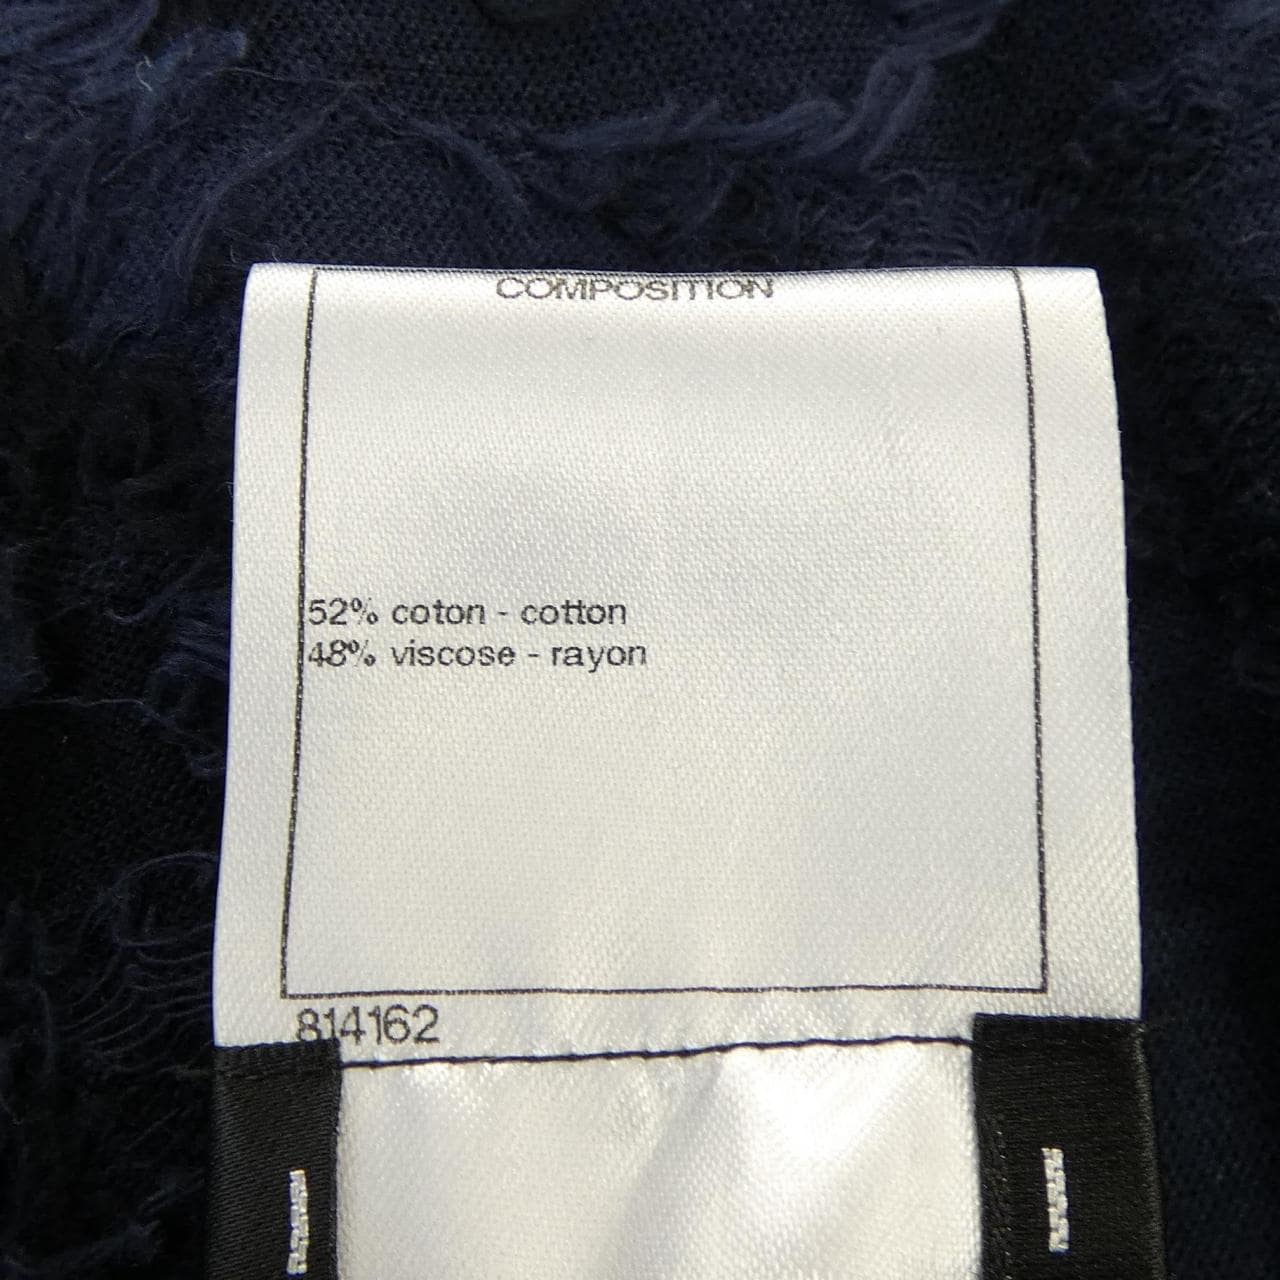 COMPOSITION
52% coton - cotton
48% viscose - rayon
814162